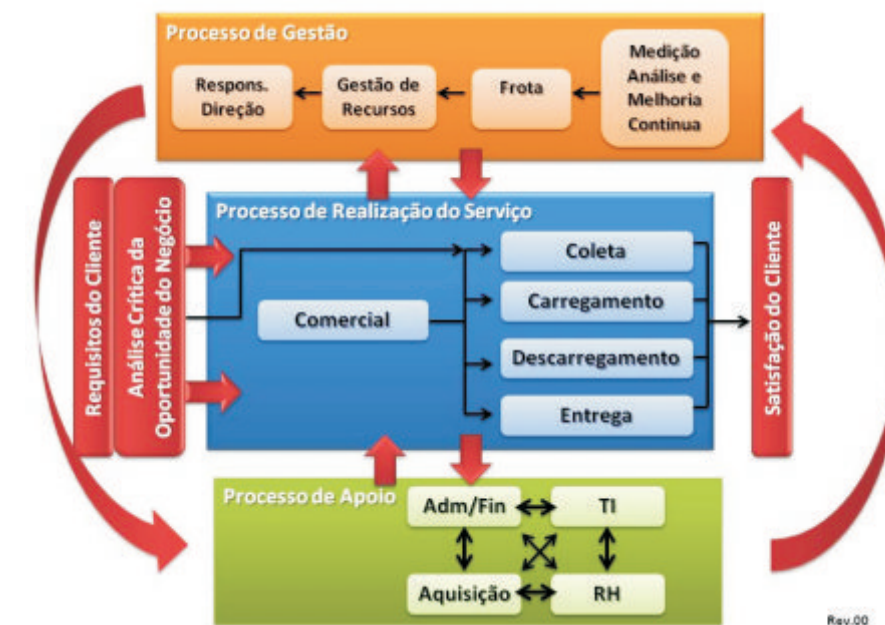 Processo de Gestão
Respons.
Direção
Gestão de
Recursos
Frota
Medição
Análise e
Melhoria
Contínua
Requisitos do Cliente
Análise Crítica da
Oportunidade do Negócio
Processo de Realização do Serviço
Comercial
Coleta
Carregamento
Descarregamento
Entrega
Satisfação do Cliente
Processo de Apoio
Adm/Fin
TI
Aquisição
RH
Rev.00